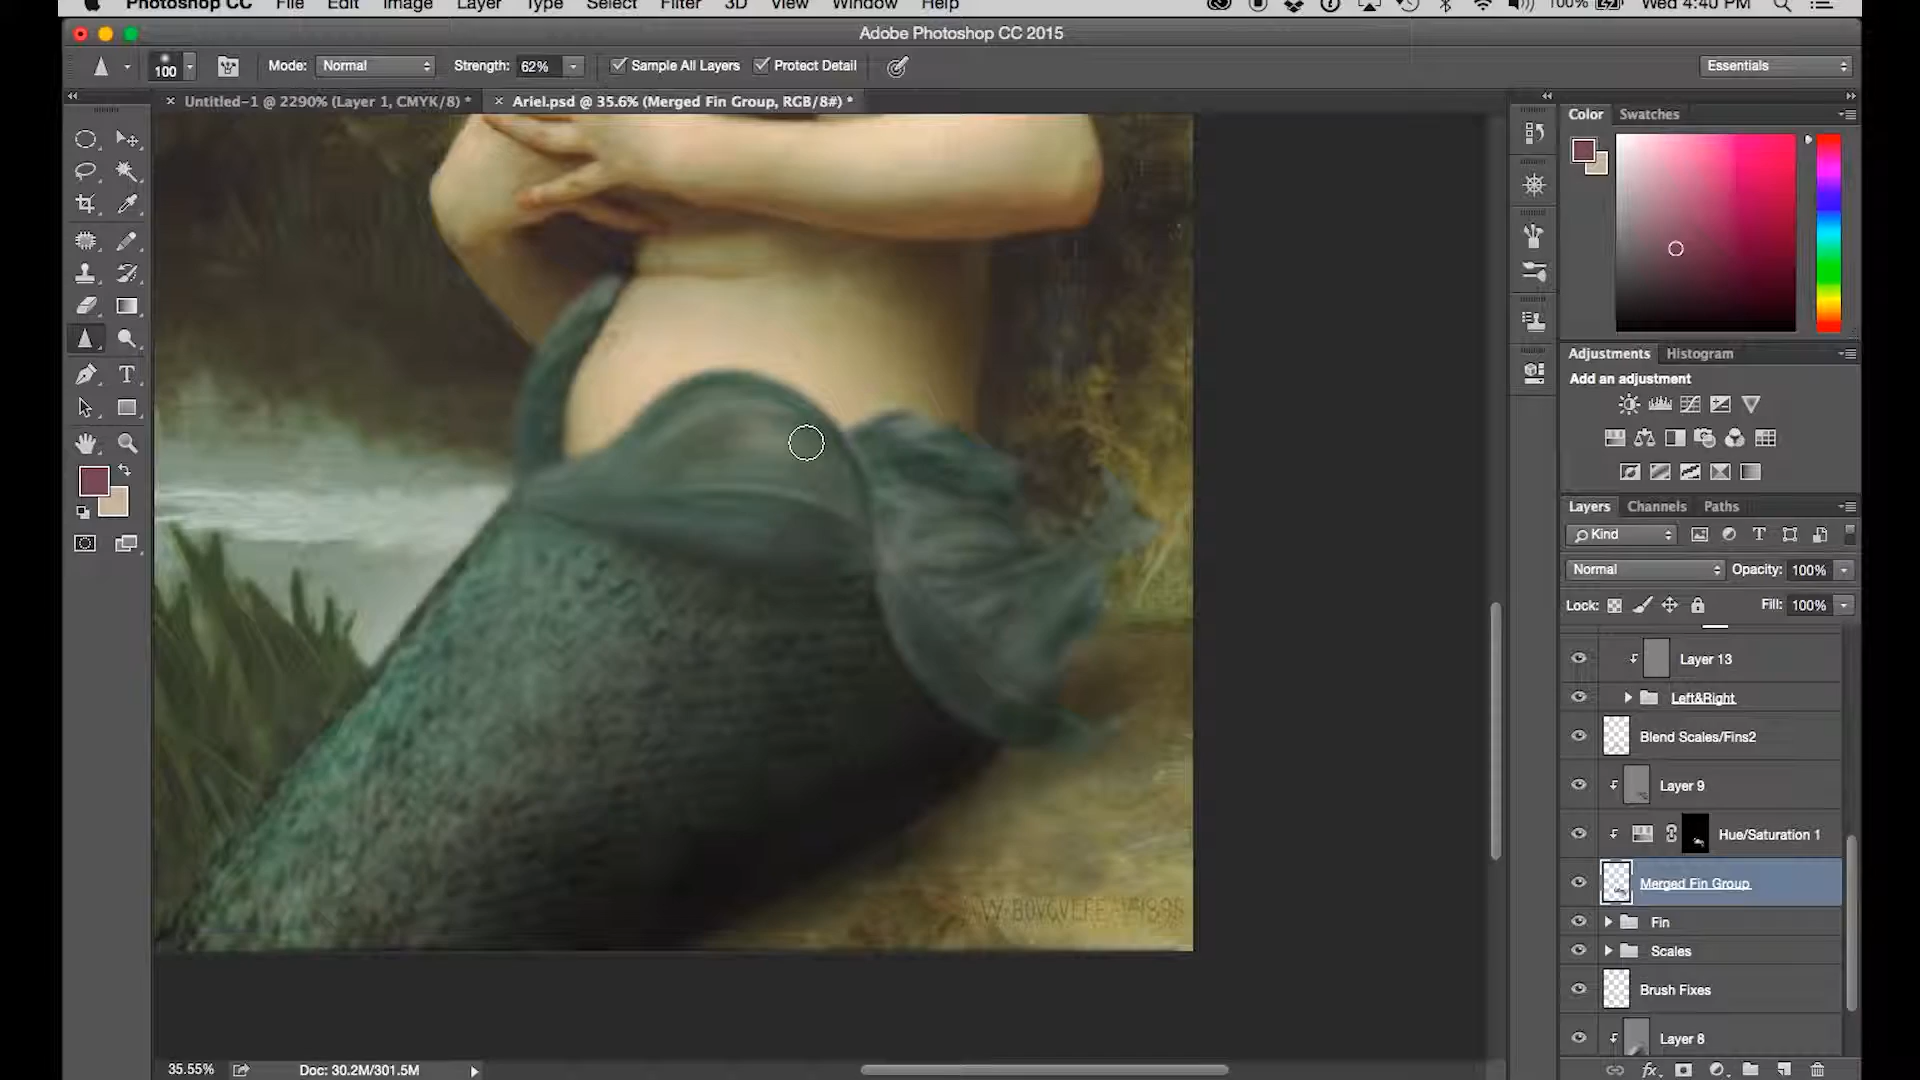 Photoshop CC File Edit Image Layer Type Select Filter 3D View Window Help 100% Wed 4:40 PM
Adobe Photoshop CC 2015
100 Mode: Normal Strength: 62% Sample All Layers Protect Detail Essentials
Untitled-1 @ 2290% (Layer 1, CMYK/8) * Ariel.psd @ 35.6% (Merged Fin Group, RGB/8#) *
Color Swatches
Adjustments Histogram
Add an adjustment
Layers Channels Paths
Kind
Normal Opacity: 100%
Lock: Fill: 100%
Layer 13
Left&Right
Blend Scales/Fins2
Layer 9
Hue/Saturation 1
Merged Fin Group
Fin
Scales
Brush Fixes
Layer 8
35.55% Doc: 30.2M/301.5M